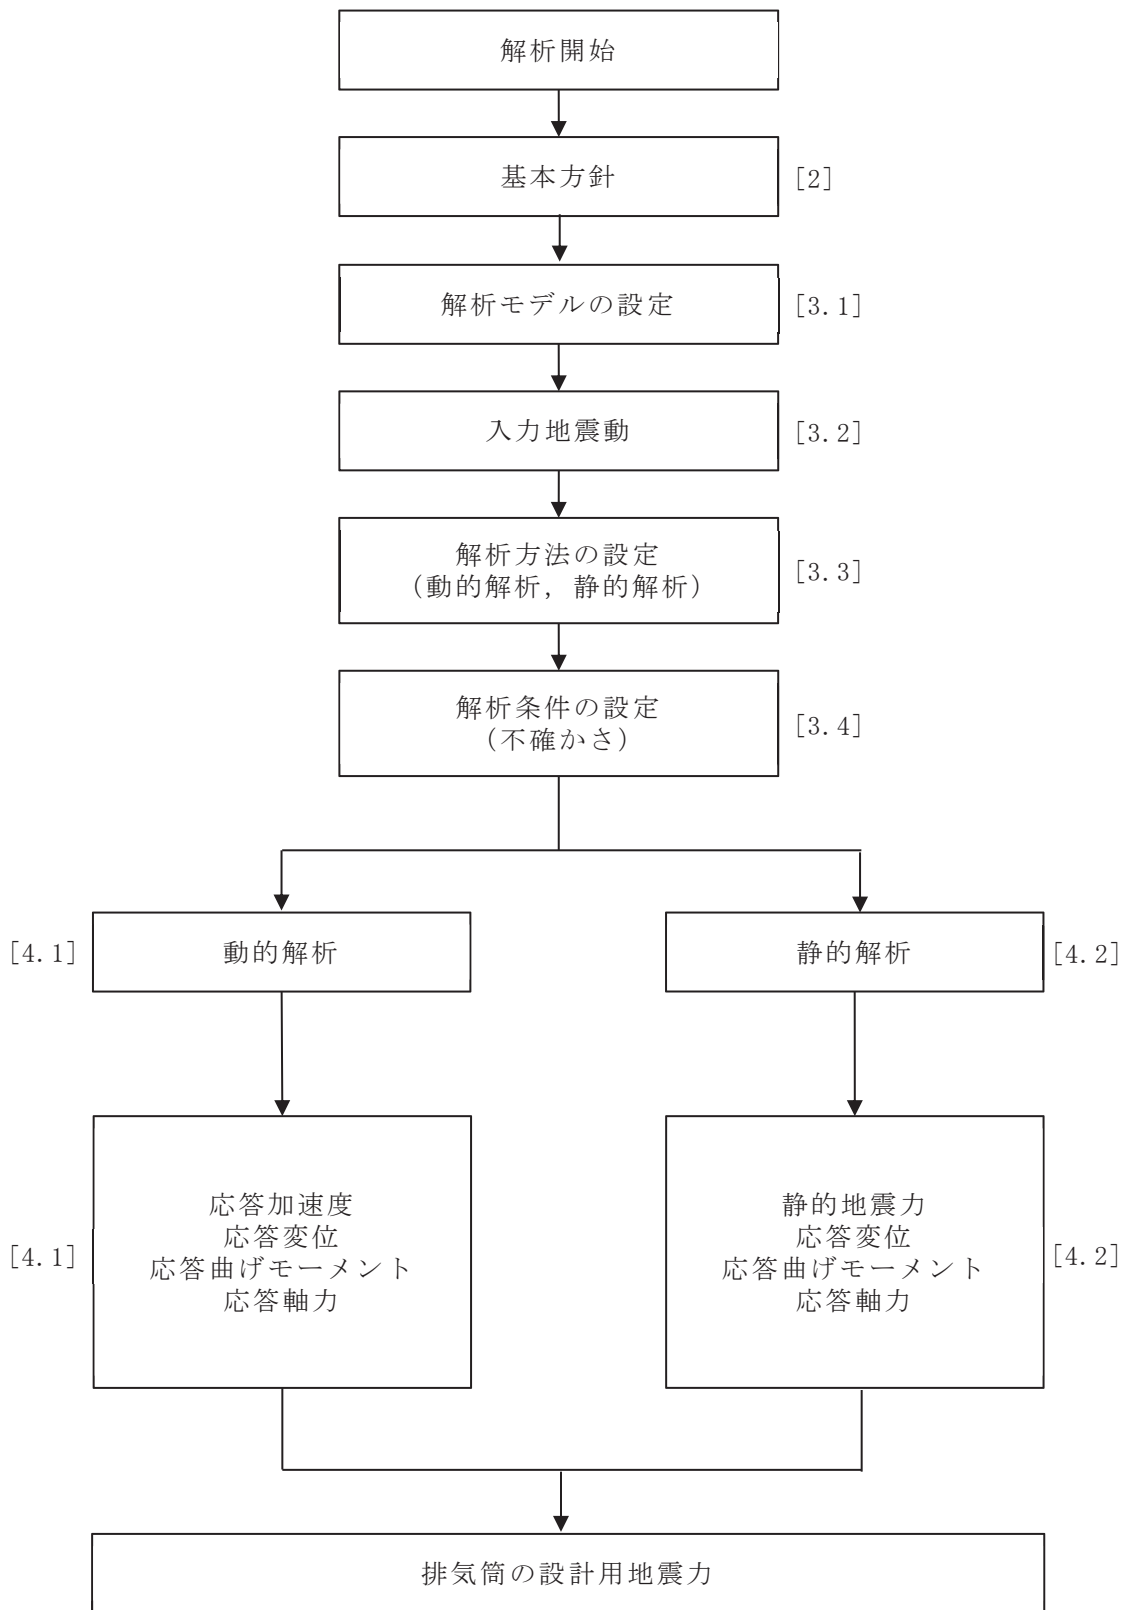 解析開始
基本方針
[2]
解析モデルの設定
[3.1]
入力地震動
[3.2]
解析方法の設定
(動的解析，静的解析)
[3.3]
解析条件の設定
(不確かさ)
[3.4]
[4.1]
動的解析
静的解析
[4.2]
[4.1]
応答加速度
応答変位
応答曲げモーメント
応答軸力
静的地震力
応答変位
応答曲げモーメント
応答軸力
[4.2]
排気筒の設計用地震力